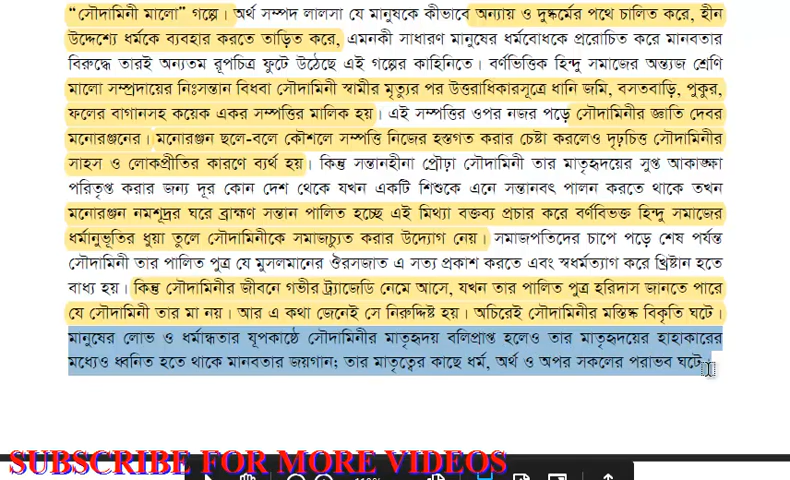 "সৌদামিনী মালো" গল্পে। অর্থ সম্পদ লালসা যে মানুষকে কীভাবে অন্যায় ও দুষ্কর্মের পথে চালিত করে, হীন
উদ্দেশ্যে ধর্মকে ব্যবহার করতে তাড়িত করে, এমনকী সাধারণ মানুষের ধর্মবোধকে প্ররোচিত করে মানবতার
বিরুদ্ধে তারই অন্যতম রূপচিত্র ফুটে উঠেছে এই গল্পের কাহিনিতে। বর্ণভিত্তিক হিন্দু সমাজের অন্ত্যজ শ্রেণি
মালো সম্প্রদায়ের নিঃসন্তান বিধবা সৌদামিনী স্বামীর মৃত্যুর পর উত্তরাধিকারসূত্রে ধানি জমি, বসতবাড়ি, পুকুর,
ফলের বাগানসহ কয়েক একর সম্পত্তির মালিক হয়। এই সম্পত্তির ওপর নজর পড়ে সৌদামিনীর জ্ঞাতি দেবর
মনোরঞ্জনের। মনোরঞ্জন ছলে-বলে কৌশলে সম্পত্তি নিজের হস্তগত করার চেষ্টা করলেও দৃঢ়চিত্ত সৌদামিনীর
সাহস ও লোকপ্রীতির কারণে ব্যর্থ হয়। কিন্তু সন্তানহীনা প্রৌঢ়া সৌদামিনী তার মাতৃহৃদয়ের সুপ্ত আকাঙ্ক্ষা
পরিতৃপ্ত করার জন্য দূর কোন দেশ থেকে যখন একটি শিশুকে এনে সন্তানবৎ পালন করতে থাকে তখন
মনোরঞ্জন নমশূদ্রর ঘরে ব্রাহ্মণ সন্তান পালিত হচ্ছে এই মিথ্যা বক্তব্য প্রচার করে বর্ণবিভক্ত হিন্দু সমাজের
ধর্মানুভূতির ধুয়া তুলে সৌদামিনীকে সমাজচ্যুত করার উদ্যোগ নেয়। সমাজপতিদের চাপে পড়ে শেষ পর্যন্ত
সৌদামিনী তার পালিত পুত্র যে মুসলমানের ঔরসজাত এ সত্য প্রকাশ করতে এবং স্বধর্মত্যাগ করে খ্রিষ্টান হতে
বাধ্য হয়। কিন্তু সৌদামিনীর জীবনে গভীর ট্র্যাজেডি নেমে আসে, যখন তার পালিত পুত্র হরিদাস জানতে পারে
যে সৌদামিনী তার মা নয়। আর এ কথা জেনেই সে নিরুদ্দিষ্ট হয়। অচিরেই সৌদামিনীর মস্তিষ্ক বিকৃতি ঘটে।
মানুষের লোভ ও ধর্মান্ধতার যূপকাষ্ঠে সৌদামিনীর মাতৃহৃদয় বলিপ্রাপ্ত হলেও তার মাতৃহৃদয়ের হাহাকারের
মধ্যেও ধ্বনিত হতে থাকে মানবতার জয়গান; তার মাতৃত্বের কাছে ধর্ম, অর্থ ও অপর সকলের পরাভব ঘটে।
SUBSCRIBE FOR MORE VIDEOS